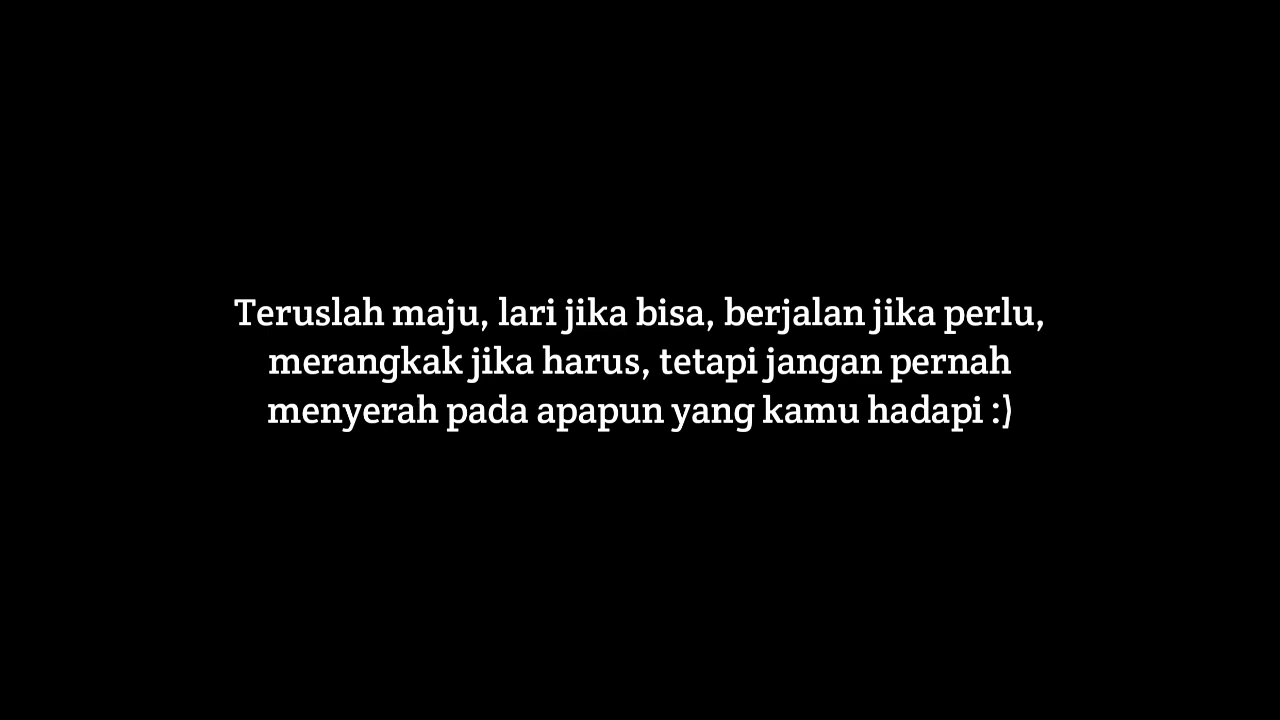 Teruslah maju, lari jika bisa, berjalan jika perlu,
merangkak jika harus, tetapi jangan pernah
menyerah pada apapun yang kamu hadapi :)